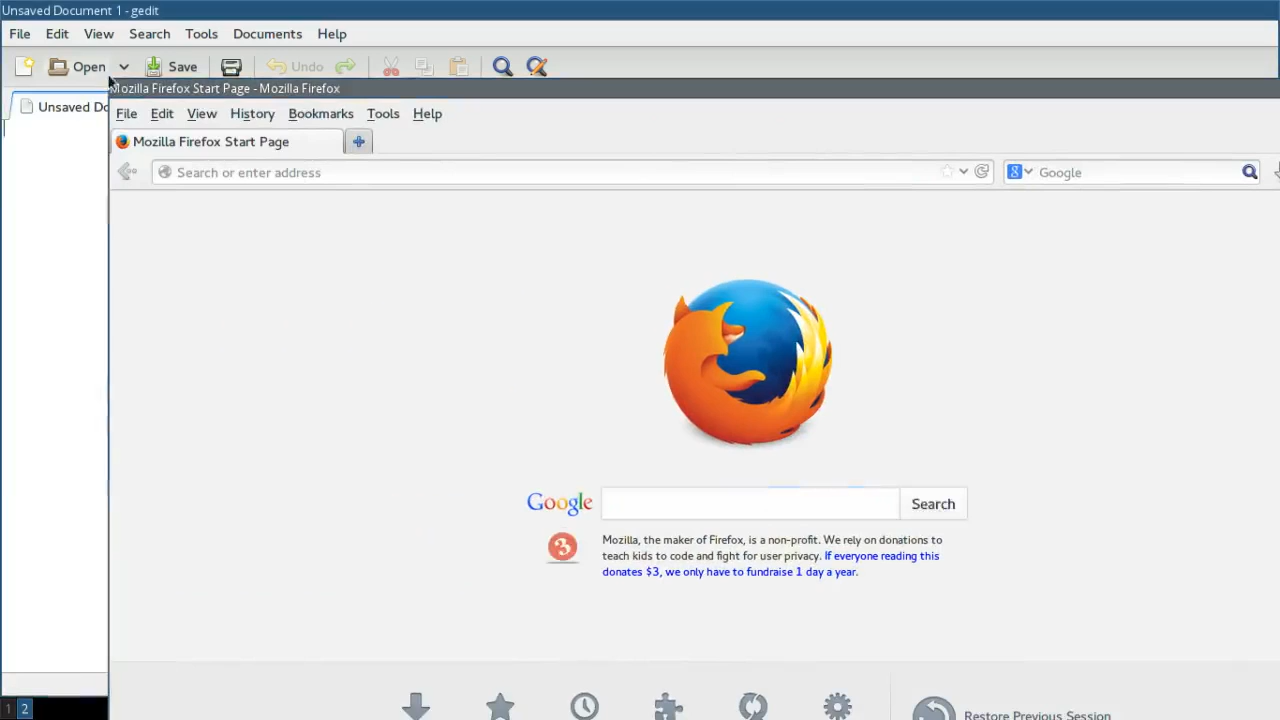 Unsaved Document 1 - gedit
File Edit View Search Tools Documents Help
Open Save Undo
Unsaved Do
Mozilla Firefox Start Page - Mozilla Firefox
File Edit View History Bookmarks Tools Help
Mozilla Firefox Start Page
Search or enter address
8 Google
Google Search
3
Mozilla, the maker of Firefox, is a non-profit. We rely on donations to
teach kids to code and fight for user privacy. If everyone reading this
donates $3, we only have to fundraise 1 day a year.
Restore Previous Session
1 2